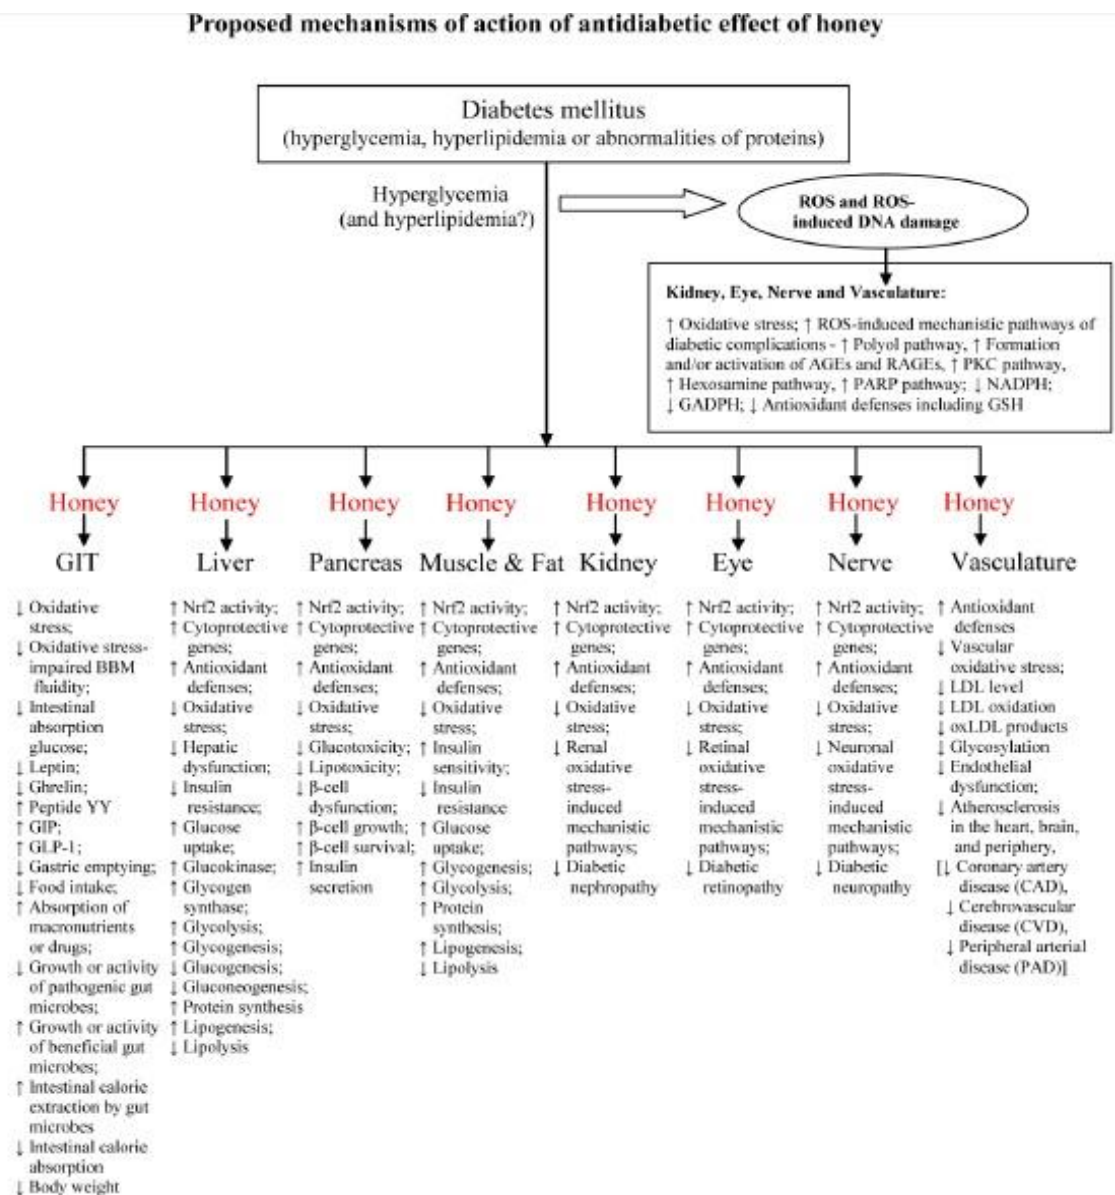 Proposed mechanisms of action of antidiabetic effect of honey
Diabetes mellitus
(hyperglycemia, hyperlipidemia or abnormalities of proteins)
Hyperglycemia
(and hyperlipidemia?)
ROS and ROS-
induced DNA damage
Kidney, Eye, Nerve and Vasculature:
↑ Oxidative stress; ↑ ROS-induced mechanistic pathways of
diabetic complications - ↑ Polyol pathway, ↑ Formation
and/or activation of AGEs and RAGEs, ↑ PKC pathway,
↑ Hexosamine pathway, ↑ PARP pathway; ↓ NADPH;
↓ GADPH; ↓ Antioxidant defenses including GSH
Honey
GIT
↓ Oxidative
stress;
↓ Oxidative stress-
impaired BBM
fluidity;
↓ Intestinal
absorption
glucose;
↓ Leptin;
↓ Ghrelin;
↑ Peptide YY
↑ GIP;
↑ GLP-1;
↓ Gastric emptying;
↓ Food intake;
↑ Absorption of
macronutrients
or drugs;
↓ Growth or activity
of pathogenic gut
microbes;
↑ Growth or activity
of beneficial gut
microbes;
↑ Intestinal calorie
extraction by gut
microbes
↓ Intestinal calorie
absorption
↓ Body weight
Honey
Liver
↑ Nrf2 activity;
↑ Cytoprotective
genes;
↑ Antioxidant
defenses;
↓ Oxidative
stress;
↓ Hepatic
dysfunction;
↓ Insulin
resistance;
↑ Glucose
uptake;
↑ Glucokinase;
↑ Glycogen
synthase;
↑ Glycolysis;
↑ Glycogenesis;
↓ Glucogenesis;
↓ Gluconeogenesis;
↑ Protein synthesis
↑ Lipogenesis;
↓ Lipolysis
Honey
Pancreas
↑ Nrf2 activity;
↑ Cytoprotective
genes;
↑ Antioxidant
defenses;
↓ Oxidative
stress;
↓ Glucotoxicity;
↓ Lipotoxicity;
↓ β-cell
dysfunction;
↑ β-cell growth;
↑ β-cell survival;
↑ Insulin
secretion
Honey
Muscle & Fat
↑ Nrf2 activity;
↑ Cytoprotective
genes;
↑ Antioxidant
defenses;
↓ Oxidative
stress;
↑ Insulin
sensitivity;
↓ Insulin
resistance
↑ Glucose
uptake;
↑ Glycogenesis;
↑ Glycolysis;
↑ Protein
synthesis;
↑ Lipogenesis;
↓ Lipolysis
Honey
Kidney
↑ Nrf2 activity;
↑ Cytoprotective
genes;
↑ Antioxidant
defenses;
↓ Oxidative
stress;
↓ Renal
oxidative
stress-
induced
mechanistic
pathways;
↓ Diabetic
nephropathy
Honey
Eye
↑ Nrf2 activity;
↑ Cytoprotective
genes;
↑ Antioxidant
defenses;
↓ Oxidative
stress;
↓ Retinal
oxidative
stress-
induced
mechanistic
pathways;
↓ Diabetic
retinopathy
Honey
Nerve
↑ Nrf2 activity;
↑ Cytoprotective
genes;
↑ Antioxidant
defenses;
↓ Oxidative
stress;
↓ Neuronal
oxidative
stress-
induced
mechanistic
pathways;
↓ Diabetic
neuropathy
Honey
Vasculature
↑ Antioxidant
defenses
↓ Vascular
oxidative stress;
↓ LDL level
↓ LDL oxidation
↓ oxLDL products
↓ Glycosylation
↓ Endothelial
dysfunction;
↓ Atherosclerosis
in the heart, brain,
and periphery,
[↓ Coronary artery
disease (CAD),
↓ Cerebrovascular
disease (CVD),
↓ Peripheral arterial
disease (PAD)]